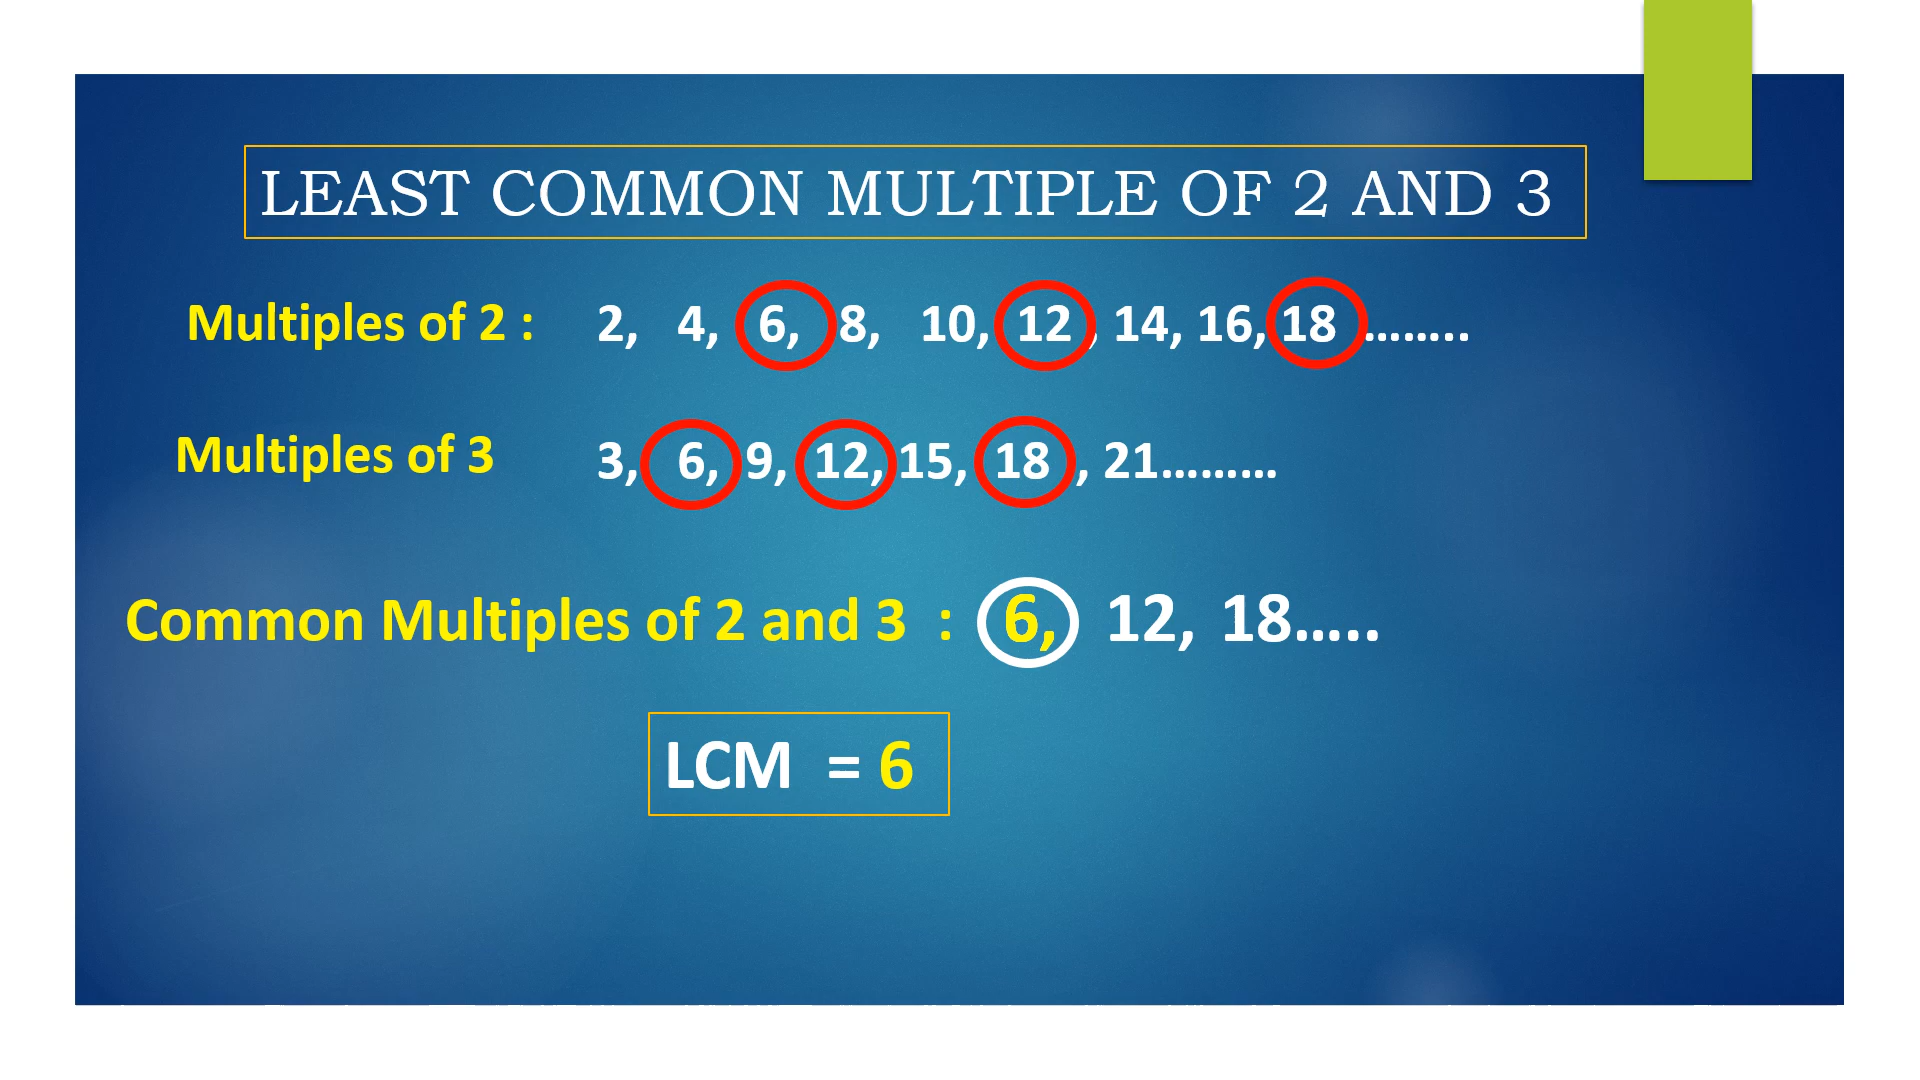 LEAST COMMON MULTIPLE OF 2 AND 3
Multiples of 2 : 2, 4, 6, 8, 10, 12 , 14, 16, 18 ……..
Multiples of 3 3, 6, 9, 12, 15, 18 , 21………
Common Multiples of 2 and 3 : 6, 12, 18…..
LCM = 6